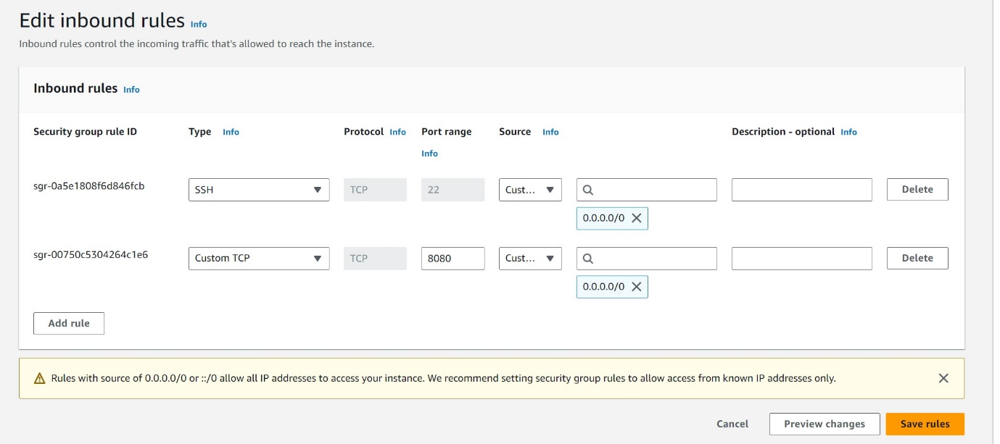 Edit inbound rules Info
Inbound rules control the incoming traffic that's allowed to reach the instance.
Inbound rules Info
Security group rule ID Type Info Protocol Info Port range Source Info Description - optional Info
Info
sgr-0a5e1808f6d846fcb SSH TCP 22 Cust... Delete
0.0.0.0/0
sgr-00750c5304264c1e6 Custom TCP TCP 8080 Cust... Delete
0.0.0.0/0
Add rule
Rules with source of 0.0.0.0/0 or ::/0 allow all IP addresses to access your instance. We recommend setting security group rules to allow access from known IP addresses only.
Cancel Preview changes Save rules